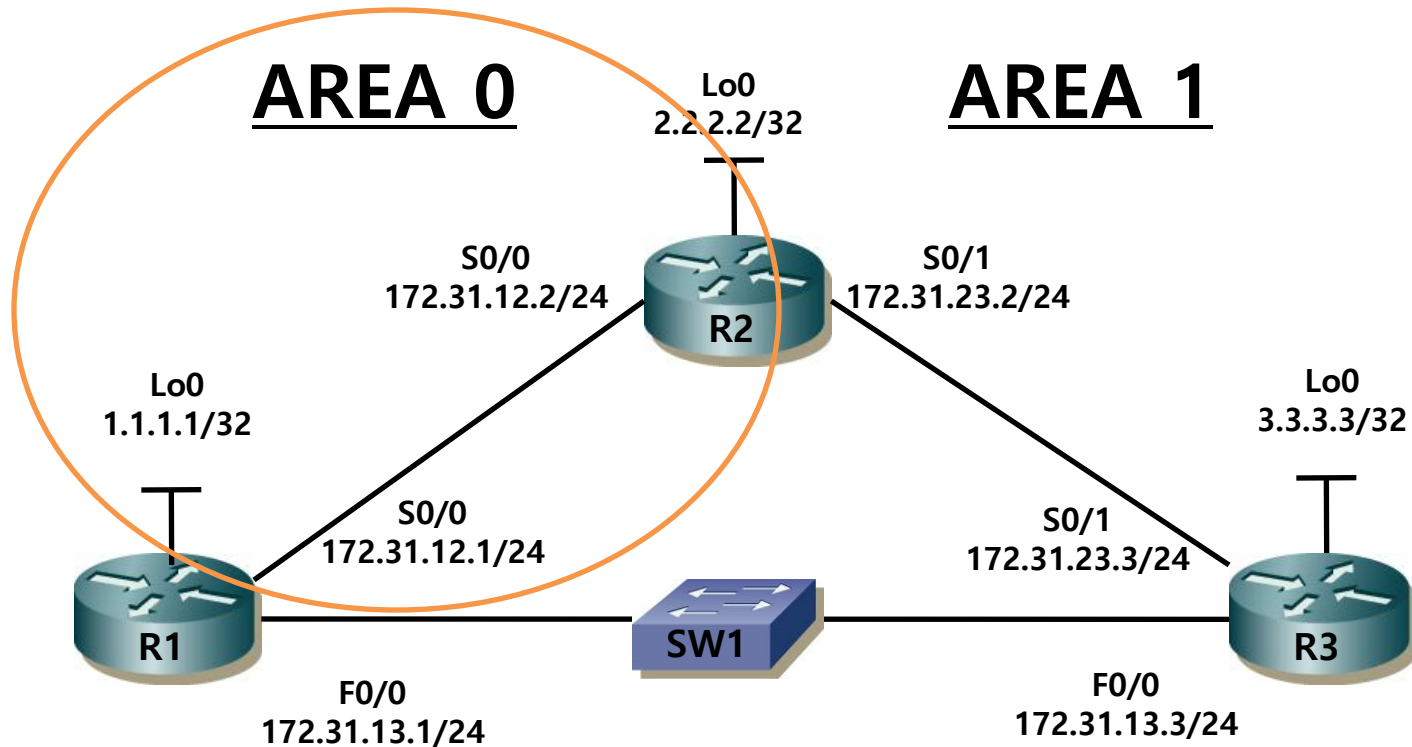 AREA 0
AREA 1
Lo0
2.2.2.2/32
S0/0
172.31.12.2/24
S0/1
172.31.23.2/24
R2
Lo0
1.1.1.1/32
Lo0
3.3.3.3/32
S0/0
172.31.12.1/24
S0/1
172.31.23.3/24
R1
SW1
R3
F0/0
172.31.13.1/24
F0/0
172.31.13.3/24